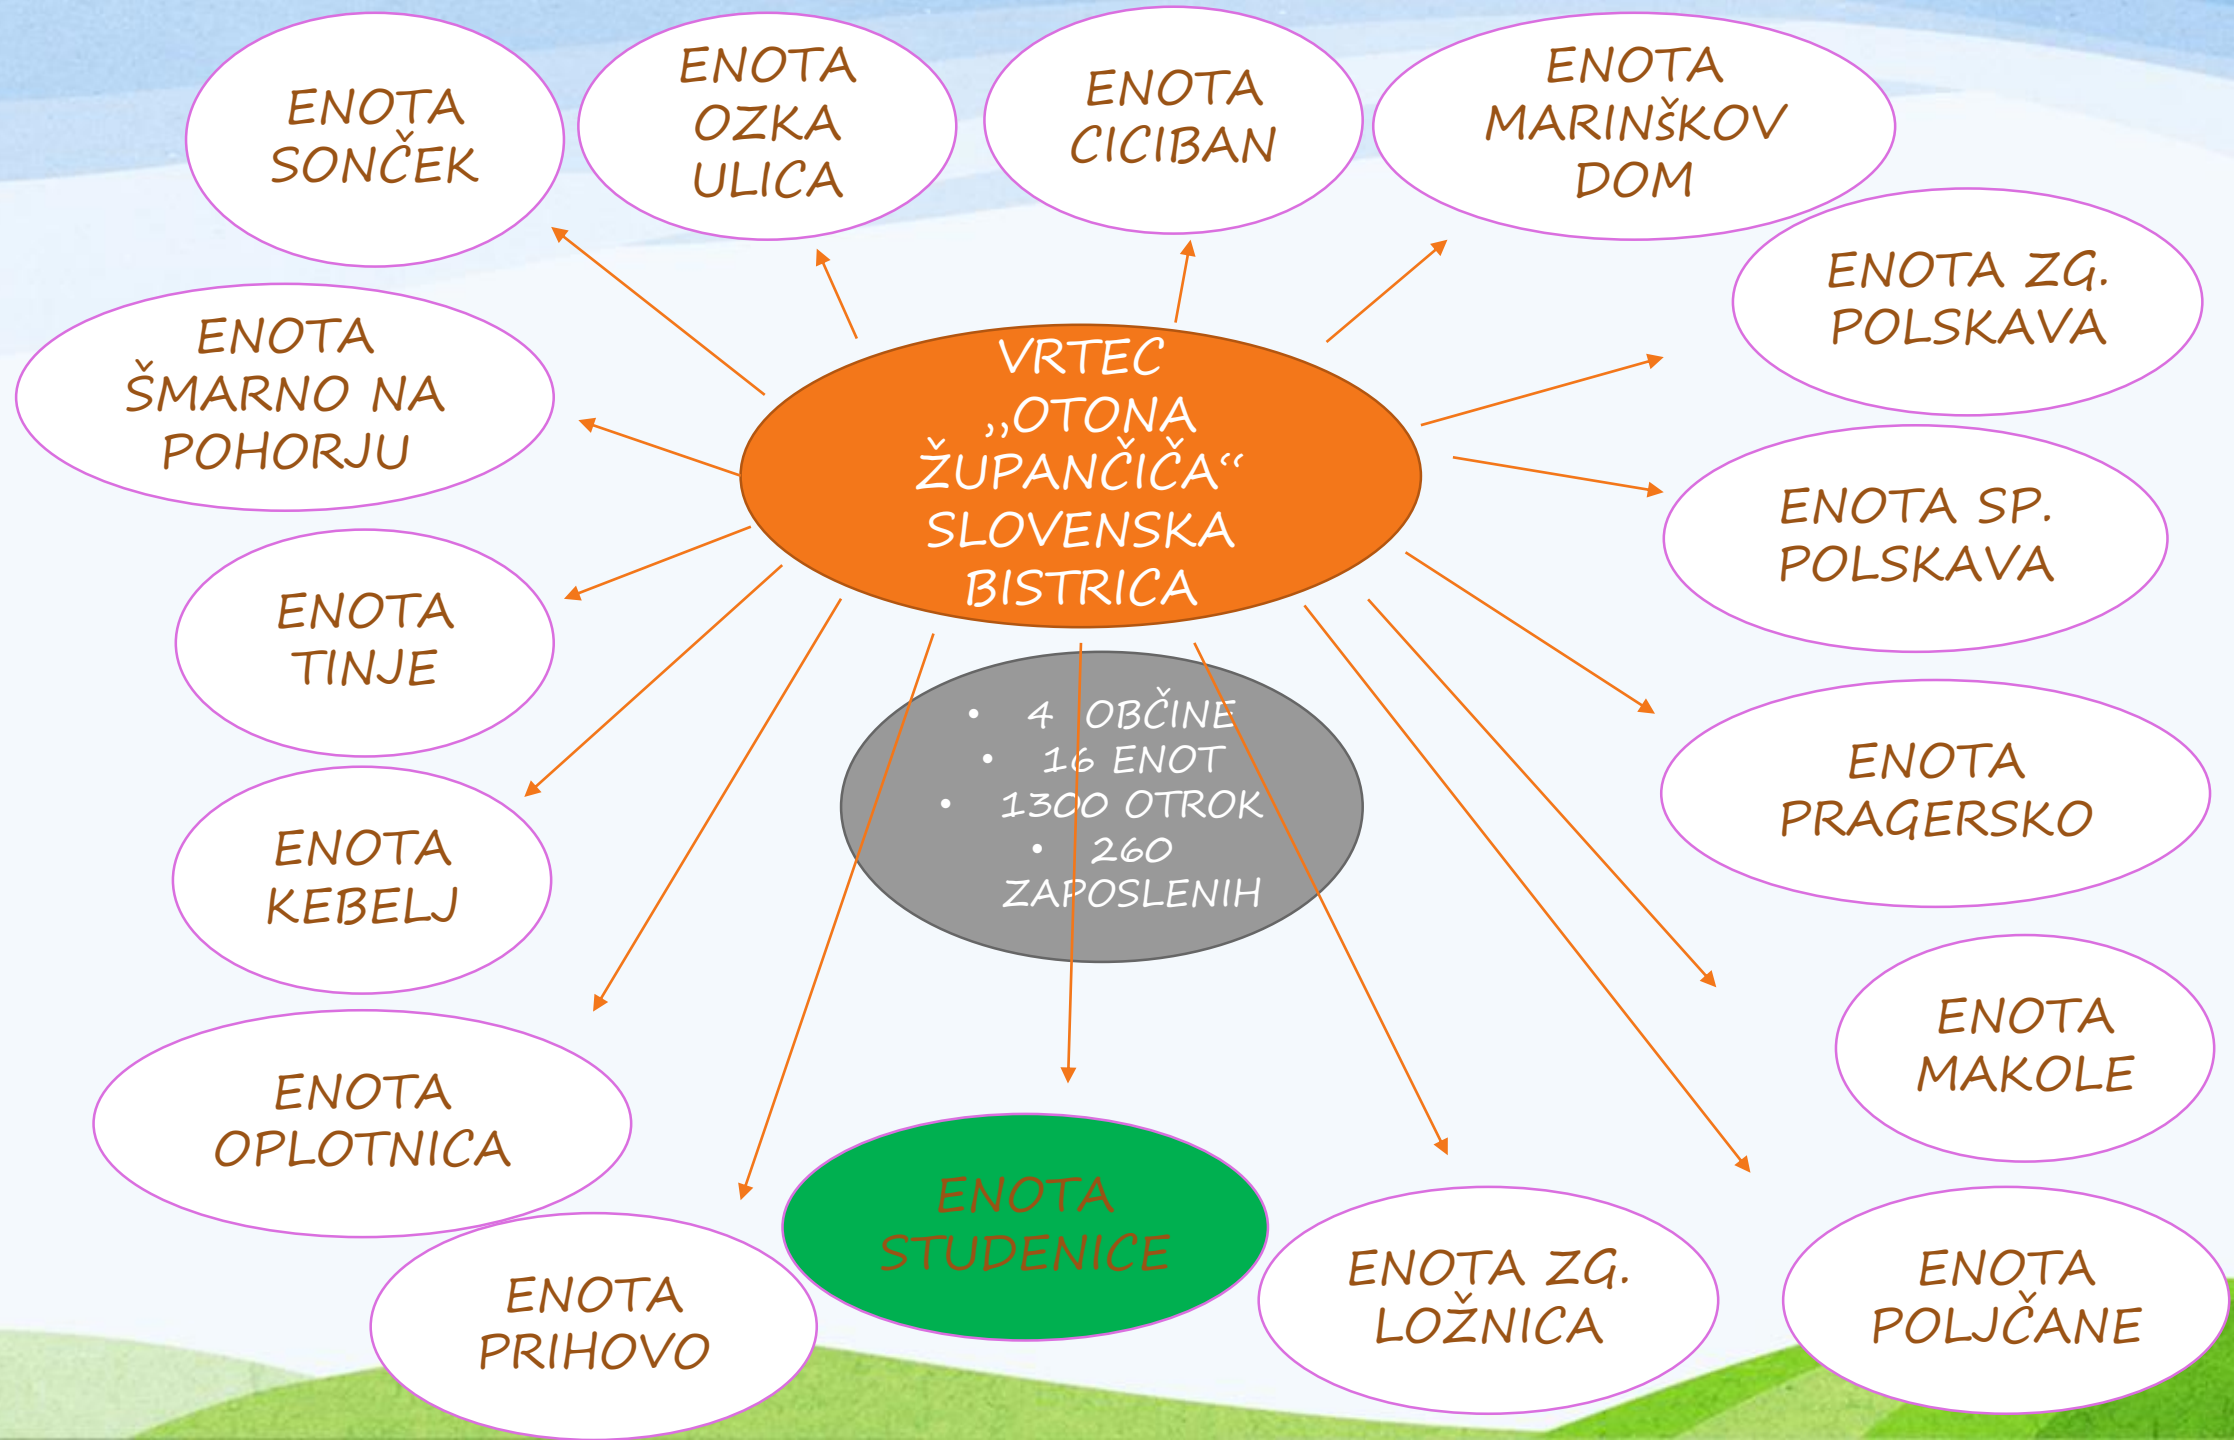 ENOTA
SONČEK
ENOTA
OZKA
ULICA
ENOTA
CICIBAN
ENOTA
MARINšKOV
DOM
ENOTA ZG.
POLSKAVA
ENOTA
ŠMARNO NA
POHORJU
VRTEC
,,OTONA
ŽUPANČIČA“
SLOVENSKA
BISTRICA
ENOTA SP.
POLSKAVA
ENOTA
TINJE
• 4 OBČINE
• 16 ENOT
• 1300 OTROK
• 260
ZAPOSLENIH
ENOTA
PRAGERSKO
ENOTA
KEBELJ
ENOTA
MAKOLE
ENOTA
OPLOTNICA
ENOTA
STUDENICE
ENOTA
PRIHOVO
ENOTA ZG.
LOŽNICA
ENOTA
POLJČANE